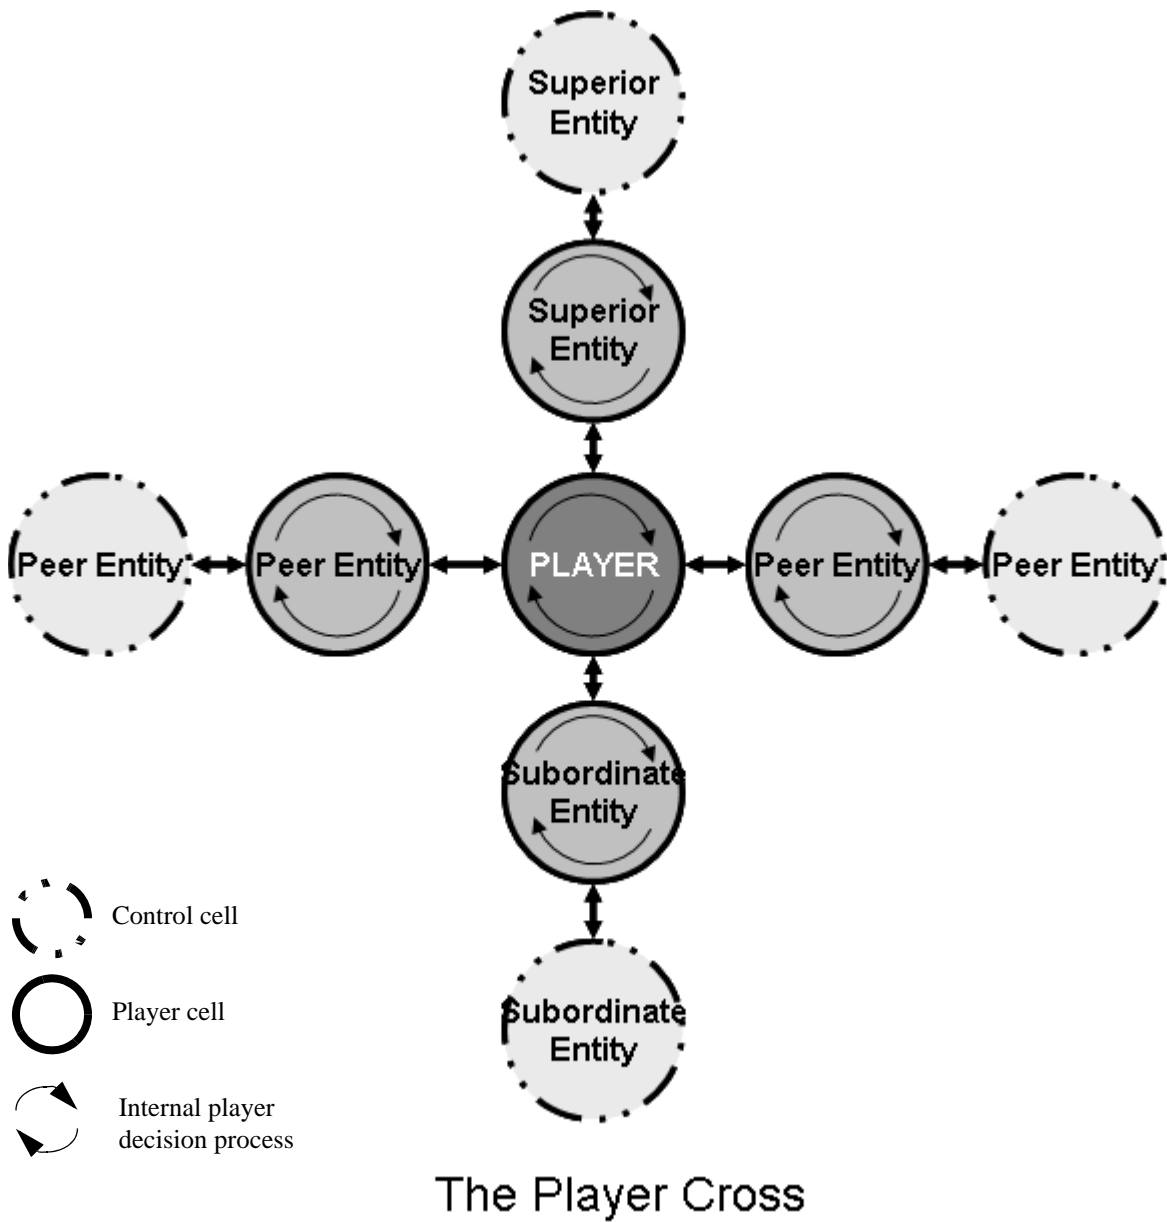 Superior
Entity
Superior
Entity
Peer Entity
Peer Entity
PLAYER
Peer Entity
Peer Entity
Subordinate
Entity
Control cell
Player cell
Subordinate
Entity
Internal player
decision process
The Player Cross